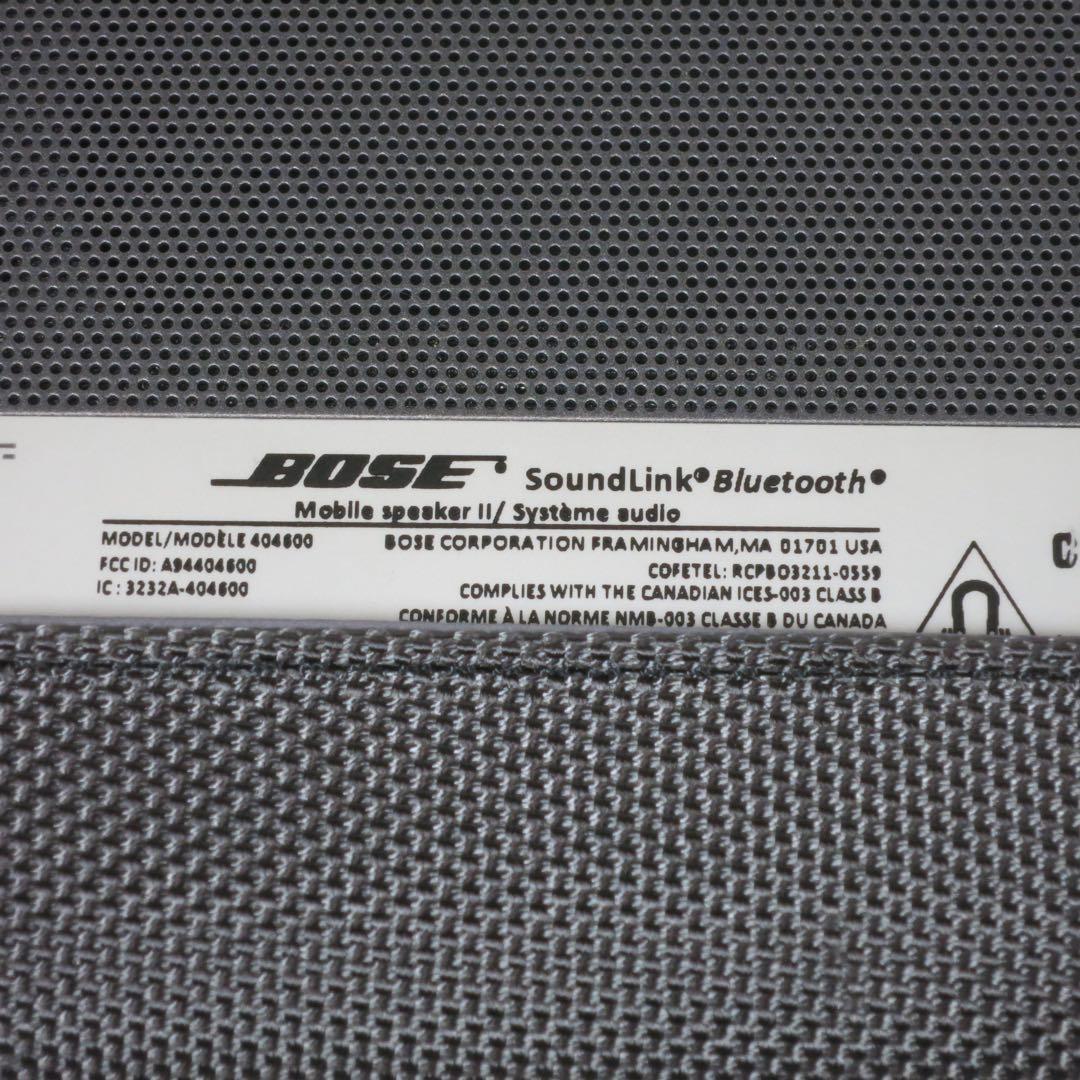 BOSE® SoundLink® Bluetooth®
Mobile speaker II/ Système audio
MODEL/MODÈLE 404600
FCC ID: A94404600
IC : 3232A-404600
BOSE CORPORATION FRAMINGHAM,MA 01701 USA
COFETEL: RCPBO3211-0559
COMPLIES WITH THE CANADIAN ICES-003 CLASS B
CONFORME À LA NORME NMB-003 CLASSE B DU CANADA